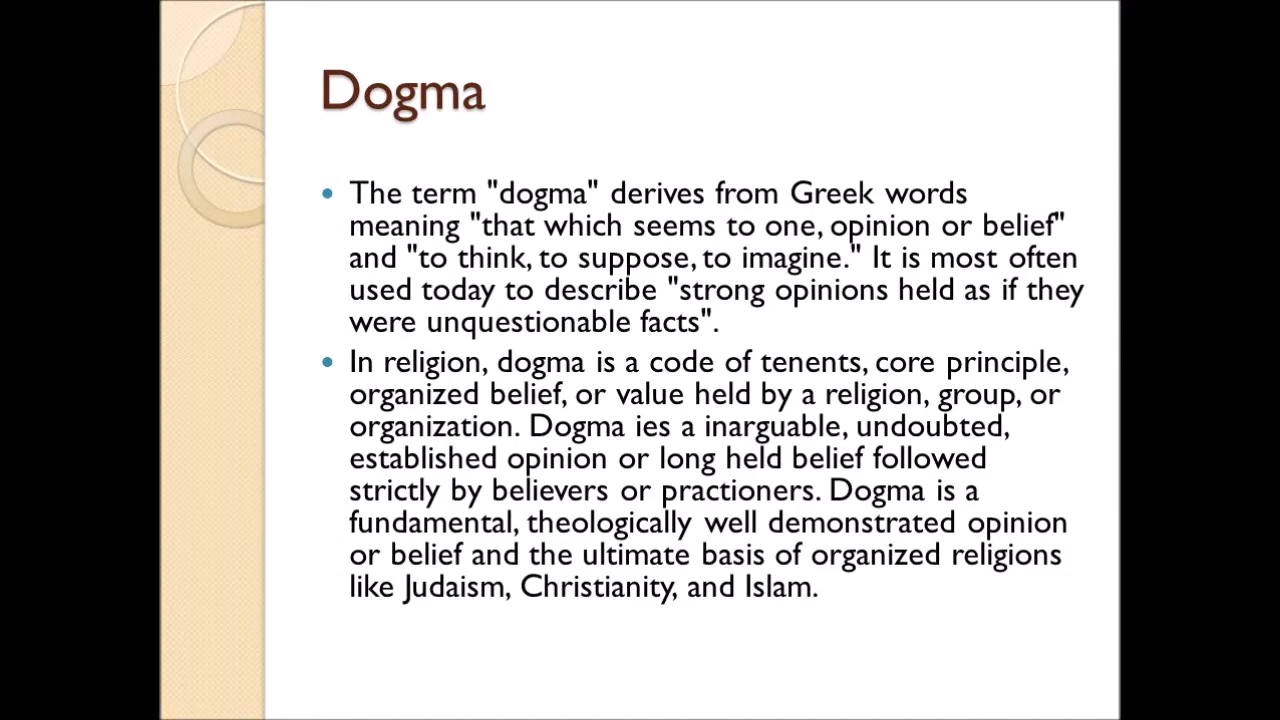 Dogma
The term "dogma" derives from Greek words
meaning "that which seems to one, opinion or belief"
and "to think, to suppose, to imagine." It is most often
used today to describe "strong opinions held as if they
were unquestionable facts".
In religion, dogma is a code of tenents, core principle,
organized belief, or value held by a religion, group, or
organization. Dogma ies a inarguable, undoubted,
established opinion or long held belief followed
strictly by believers or practioners. Dogma is a
fundamental, theologically well demonstrated opinion
or belief and the ultimate basis of organized religions
like Judaism, Christianity, and Islam.